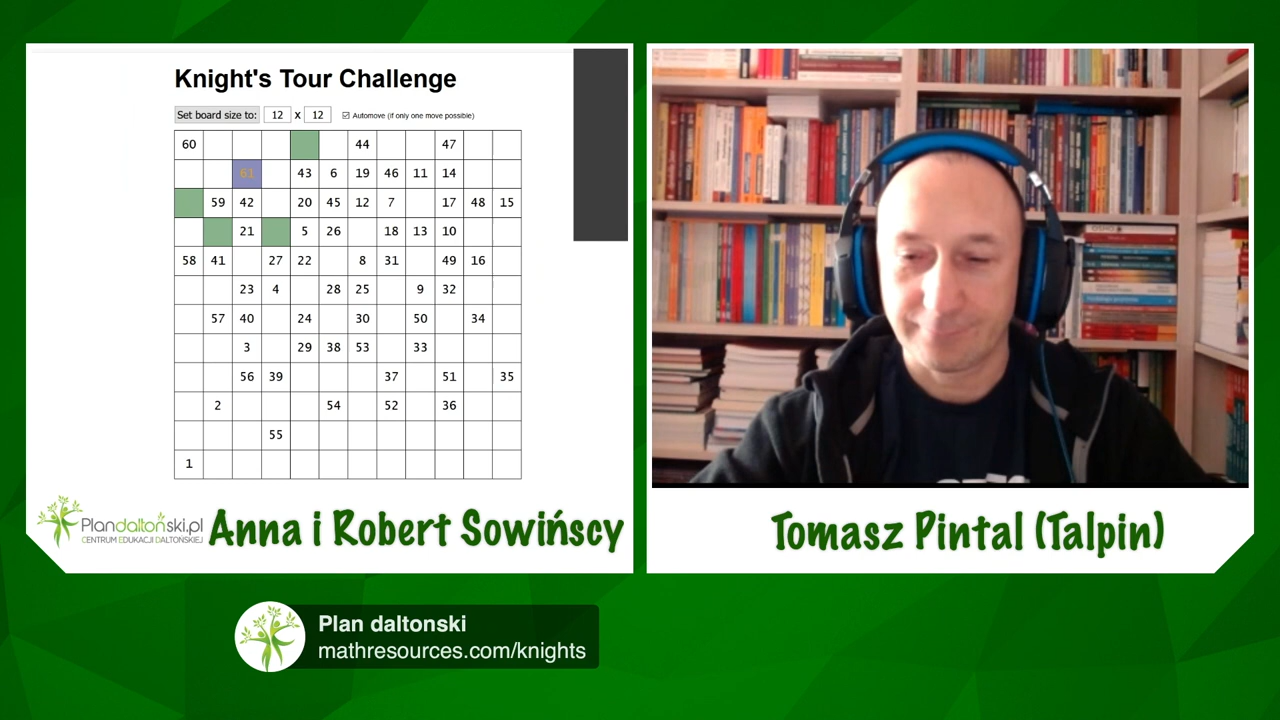 Knight's Tour Challenge
Set board size to: 12 x 12 Automove (if only one move possible)
60 44 47
61 43 6 19 46 11 14
59 42 20 45 12 7 17 48 15
21 5 26 18 13 10
58 41 27 22 8 31 49 16
23 4 28 25 9 32
57 40 24 30 50 34
3 29 38 53 33
56 39 37 51 35
2 54 52 36
55
1
Plandaltoński.pl
CENTRUM EDUKACJI DALTOŃSKIEJ
Anna i Robert Sowińscy
Tomasz Pintal (Talpin)
Plan daltonski
mathresources.com/knights